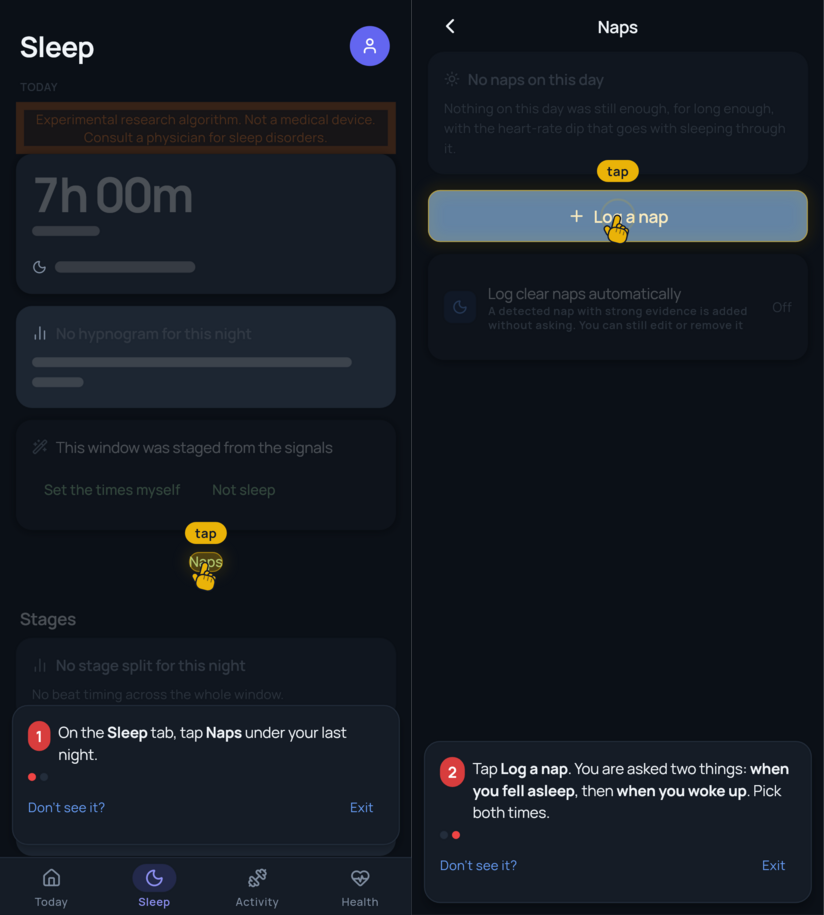 Sleep
TODAY
Experimental research algorithm. Not a medical device.
Consult a physician for sleep disorders.
7h 00m
No hypnogram for this night
This window was staged from the signals
Set the times myself
Not sleep
tap
Naps
Stages
No stage split for this night
No beat timing across the whole window.
1
On the Sleep tab, tap Naps under your last
night.
Don't see it?
Exit
Today
Sleep
Activity
Health
Naps
No naps on this day
Nothing on this day was still enough, for long enough,
with the heart-rate dip that goes with sleeping through
it.
tap
+ Log a nap
Log clear naps automatically
A detected nap with strong evidence is added
without asking. You can still edit or remove it
Off
2
Tap Log a nap. You are asked two things: when
you fell asleep, then when you woke up. Pick
both times.
Don't see it?
Exit